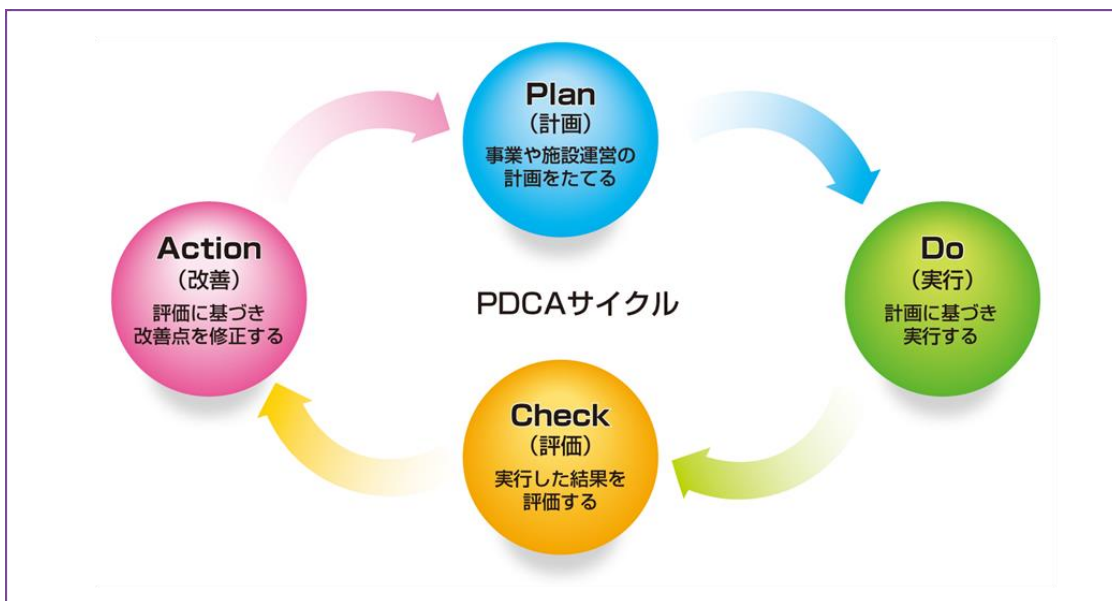 Plan
（計画）
事業や施設運営の
計画をたてる
Do
（実行）
計画に基づき
実行する
Check
（評価）
実行した結果を
評価する
Action
（改善）
評価に基づき
改善点を修正する
PDCAサイクル